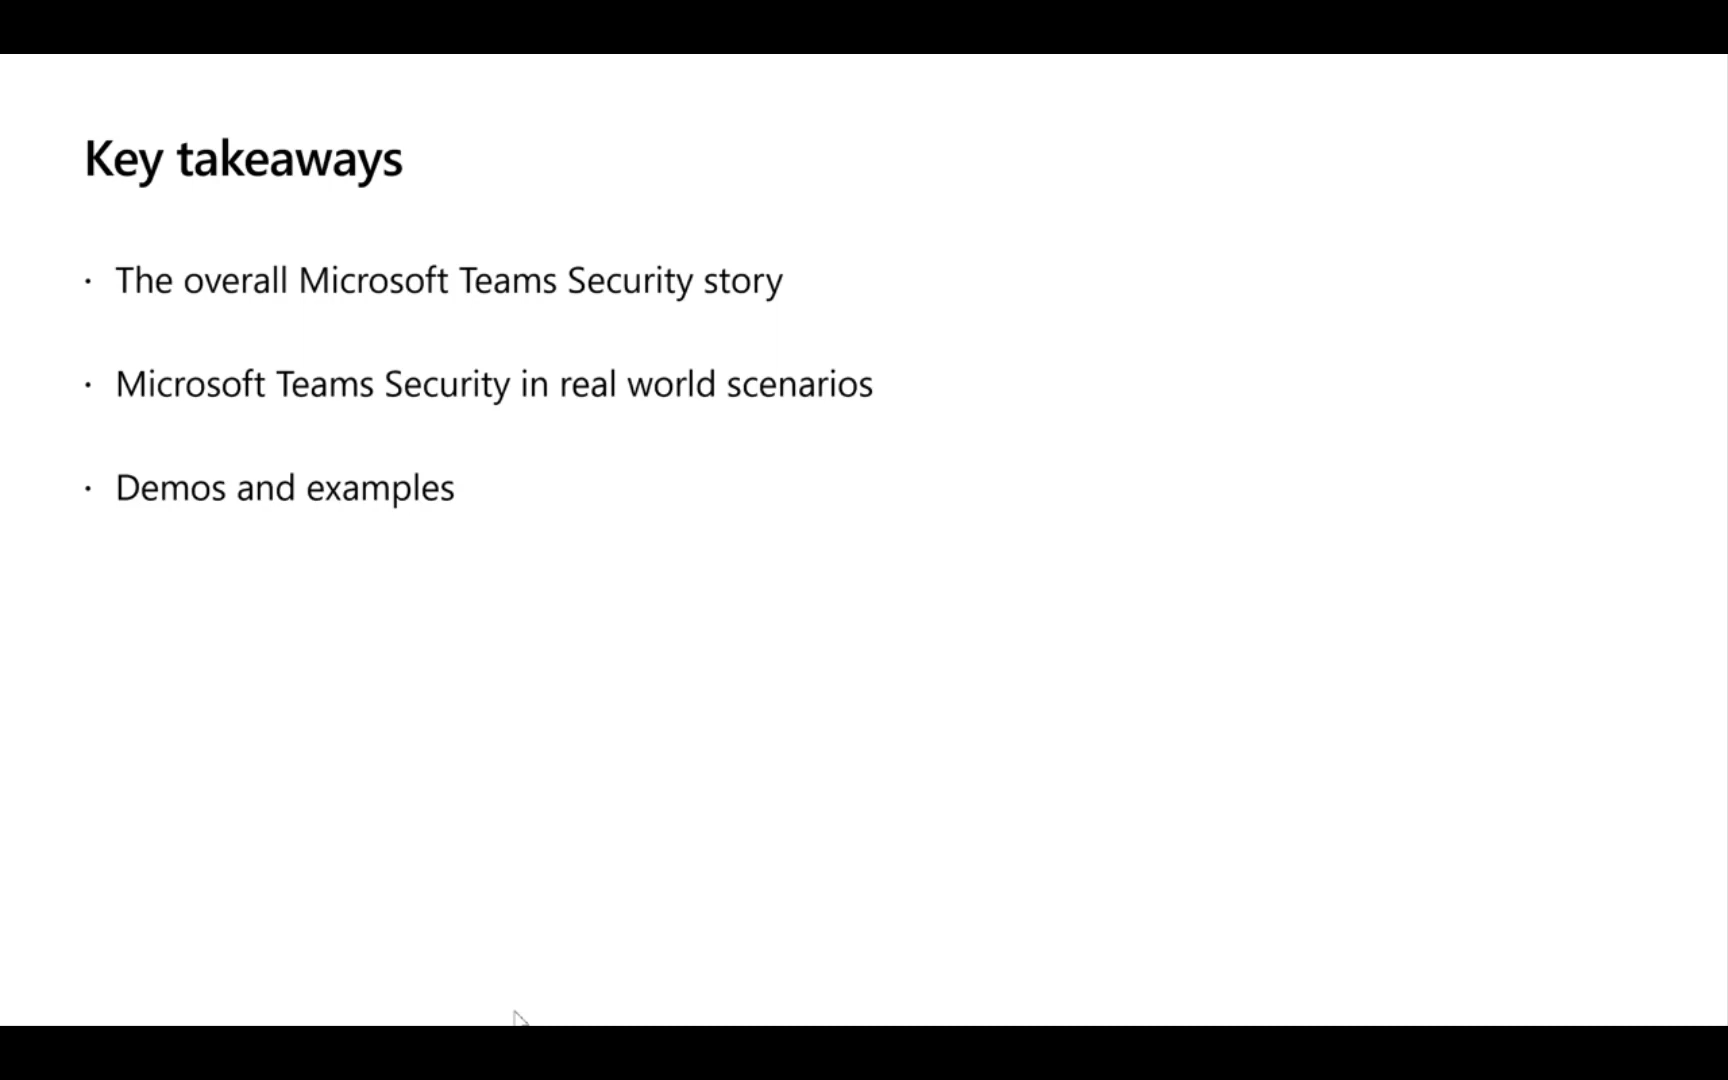 Key takeaways
· The overall Microsoft Teams Security story
· Microsoft Teams Security in real world scenarios
· Demos and examples